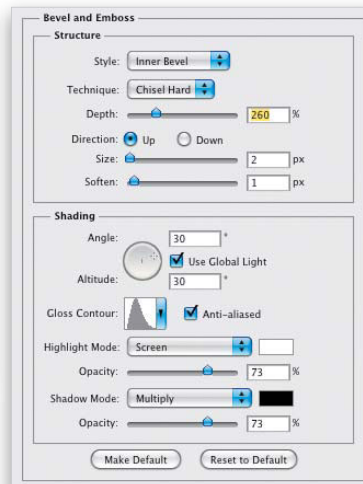 Bevel and Emboss
Structure
Style: Inner Bevel
Technique: Chisel Hard
Depth: 260 %
Direction: Up Down
Size: 2 px
Soften: 1 px
Shading
Angle: 30 °
Use Global Light
Altitude: 30 °
Gloss Contour: Anti-aliased
Highlight Mode: Screen
Opacity: 73 %
Shadow Mode: Multiply
Opacity: 73 %
Make Default Reset to Default